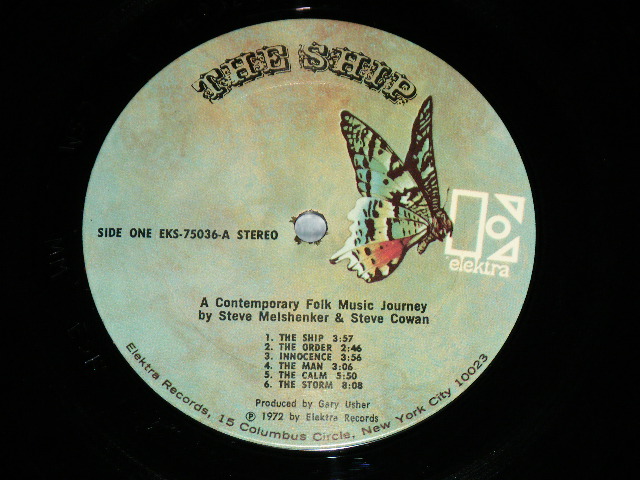 THE SHIP
SIDE ONE EKS-75036-A STEREO
elektra
A Contemporary Folk Music Journey
by Steve Melshenker & Steve Cowan
1. THE SHIP 3:57
2. THE ORDER 2:46
3. INNOCENCE 3:56
4. THE MAN 3:06
5. THE CALM 5:50
6. THE STORM 8:08
Produced by Gary Usher
Ⓟ 1972 by Elektra Records
Elektra Records, 15 Columbus Circle, New York City 10023